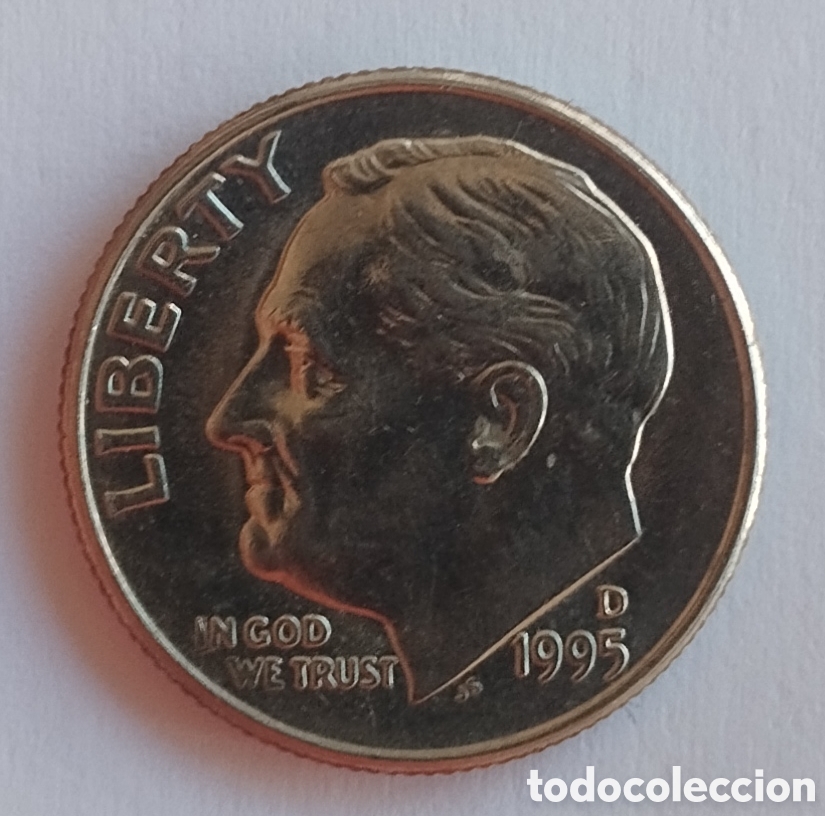 LIBERTY
IN GOD
WE TRUST
JS
D
1995
todocoleccion